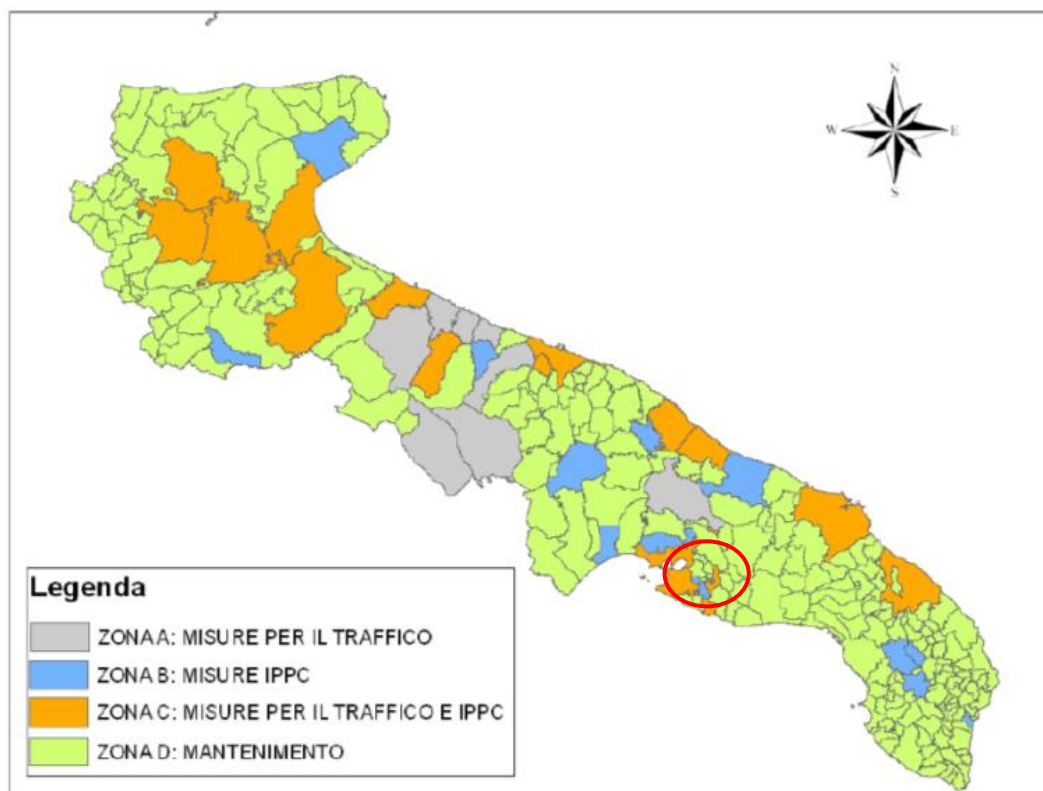 N
W E
S
Legenda
ZONA A: MISURE PER IL TRAFFICO
ZONA B: MISURE IPPC
ZONA C: MISURE PER IL TRAFFICO E IPPC
ZONA D: MANTENIMENTO